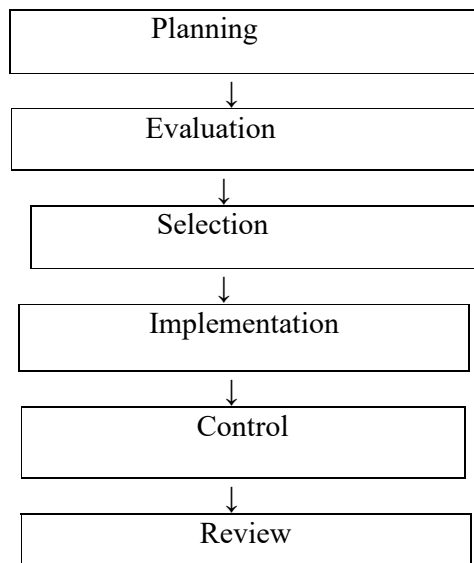 Planning
↓
Evaluation
↓
Selection
↓
Implementation
↓
Control
↓
Review